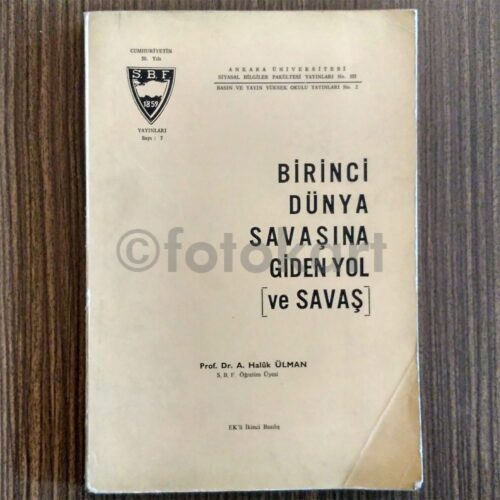 CUMHURİYETİN
50. Yılı
S.B.F.
1859
YAYINLARI
Sayı : 7
ANKARA ÜNİVERSİTESİ
SİYASAL BİLGİLER FAKÜLTESİ YAYINLARI No.
BASIN VE YAYIN YÜKSEK OKULU YAYINLARI No. 2
BİRİNCİ
DÜNYA
SAVAŞINA
GİDEN YOL
[ve SAVAŞ]
©fotokart
Prof. Dr. A. Halûk ÜLMAN
S. B. F. Öğretim Üyesi
EK'li İkinci Baskı